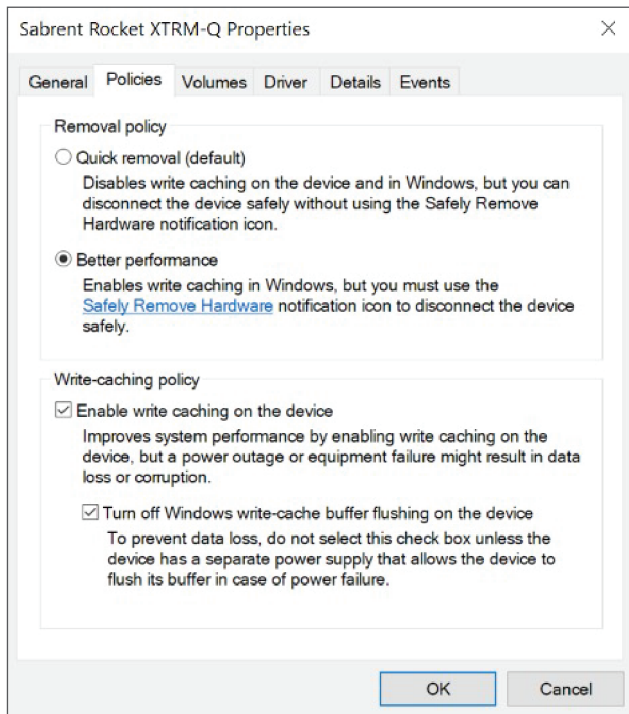 Sabrent Rocket XTRM-Q Properties
General Policies Volumes Driver Details Events
Removal policy
Quick removal (default)
Disables write caching on the device and in Windows, but you can
disconnect the device safely without using the Safely Remove
Hardware notification icon.
Better performance
Enables write caching in Windows, but you must use the
Safely Remove Hardware notification icon to disconnect the device
safely.
Write-caching policy
Enable write caching on the device
Improves system performance by enabling write caching on the
device, but a power outage or equipment failure might result in data
loss or corruption.
Turn off Windows write-cache buffer flushing on the device
To prevent data loss, do not select this check box unless the
device has a separate power supply that allows the device to
flush its buffer in case of power failure.
OK Cancel